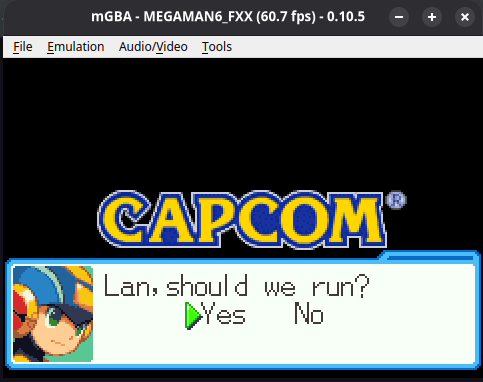 mGBA - MEGAMAN6_FXX (60.7 fps) - 0.10.5
File Emulation Audio/Video Tools
CAPCOM®
Lan,should we run?
Yes No